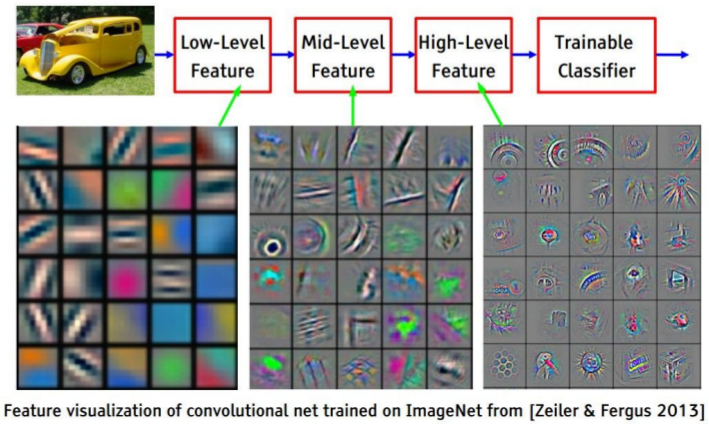 Low-Level
Feature
Mid-Level
Feature
High-Level
Feature
Trainable
Classifier
Feature visualization of convolutional net trained on ImageNet from [Zeiler & Fergus 2013]